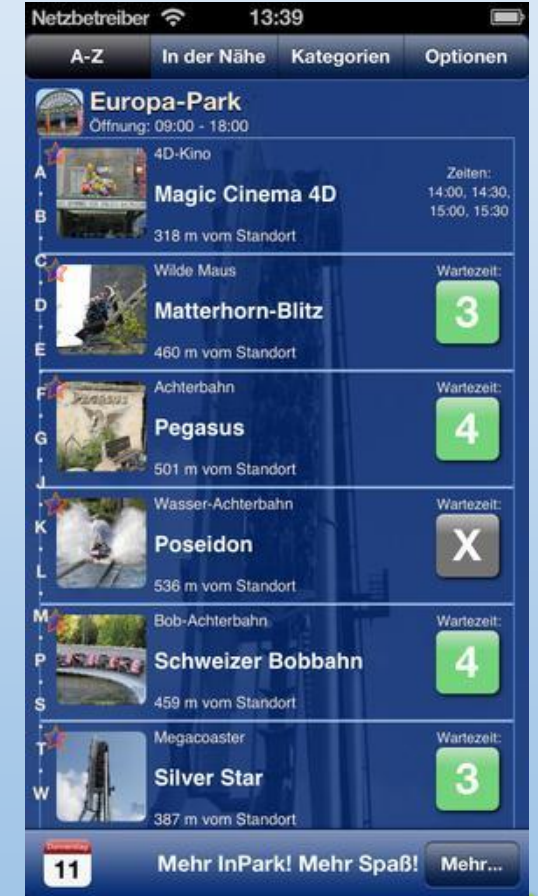 Netzbetreiber 13:39
A-Z In der Nähe Kategorien Optionen
Europa-Park
Öffnung: 09:00 - 18:00
4D-Kino
Magic Cinema 4D
318 m vom Standort
Zeiten:
14:00, 14:30,
15:00, 15:30
Wilde Maus
Matterhorn-Blitz
460 m vom Standort
Wartezeit:
3
Achterbahn
Pegasus
501 m vom Standort
Wartezeit:
4
Wasser-Achterbahn
Poseidon
536 m vom Standort
Wartezeit:
X
Bob-Achterbahn
Schweizer Bobbahn
459 m vom Standort
Wartezeit:
4
Megacoaster
Silver Star
387 m vom Standort
Wartezeit:
3
A
B
C
D
E
F
G
J
K
L
M
P
S
T
W
PEGASUS
Donnerstag
11
Mehr InPark! Mehr Spaß!
Mehr...